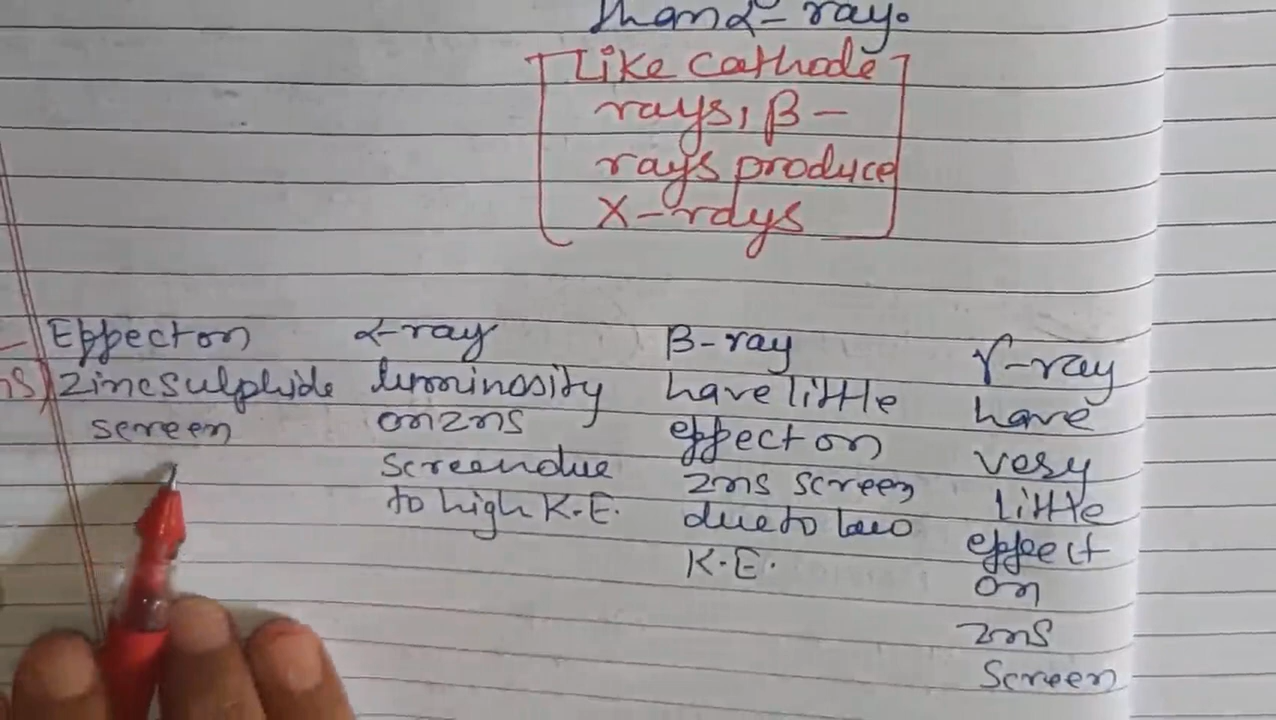 than α-ray.
Like cathode
rays, β-
rays produce
X-rays
Effect on
zinc sulphide
screen
α-ray
luminosity
on zns
screen due
to high K.E.
β-ray
have little
effect on
zns screen
due to low
K.E.
γ-ray
have
very
little
effect
on
zns
screen